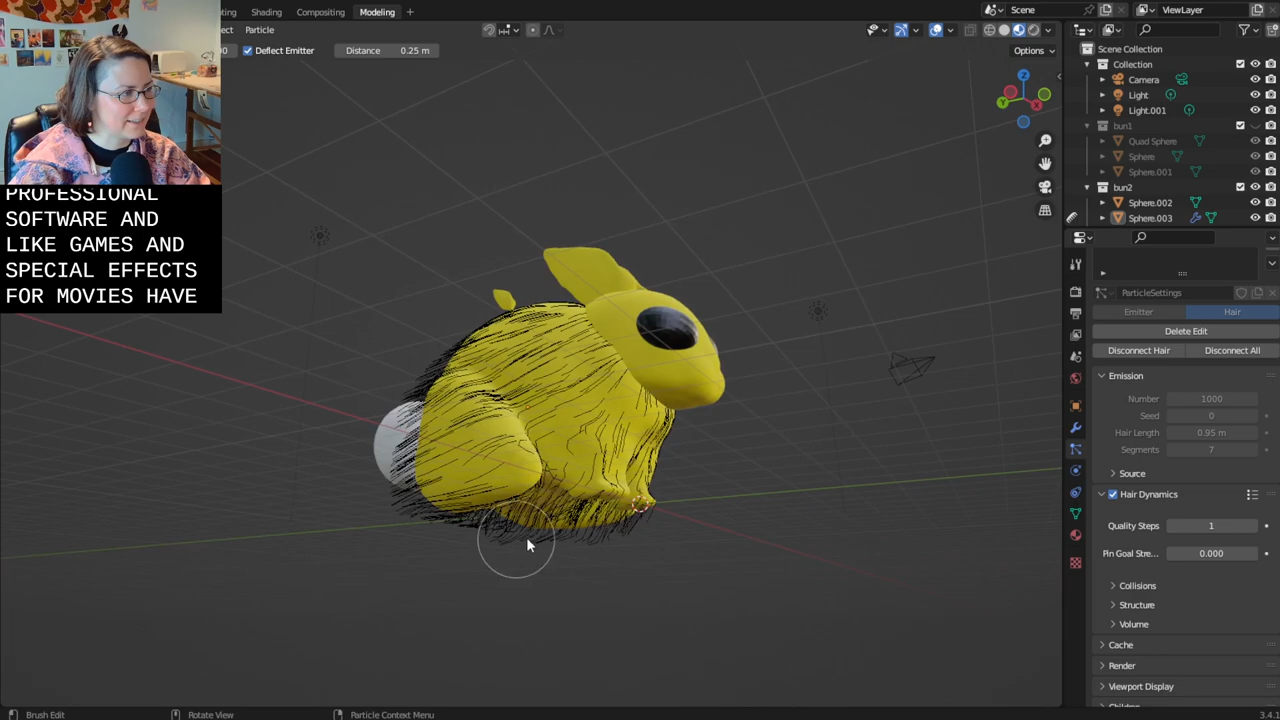 Shading
Compositing
Modeling
+
Scene
ViewLayer
Particle
Deflect Emitter
Distance
0.25 m
Options
Scene Collection
Collection
Camera
Light
Light.001
bun1
Quad Sphere
Sphere
Sphere.001
bun2
Sphere.002
Sphere.003
Z
Y
X
PROFESSIONAL
SOFTWARE AND
LIKE GAMES AND
SPECIAL EFFECTS
FOR MOVIES HAVE
ParticleSettings
Emitter
Hair
Delete Edit
Disconnect Hair
Disconnect All
Emission
Number
1000
Seed
0
Hair Length
0.95 m
Segments
7
Source
Hair Dynamics
Quality Steps
1
Pin Goal Stre...
0.000
Collisions
Structure
Volume
Cache
Render
Viewport Display
Brush Edit
Rotate View
Particle Context Menu
3.4.1